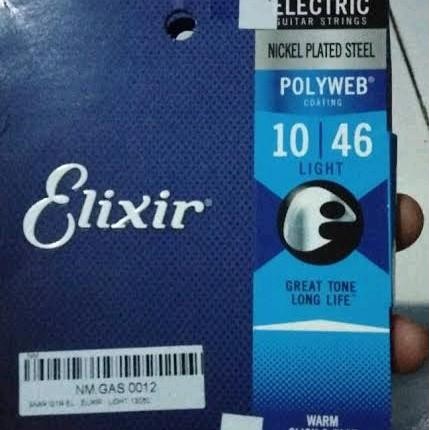 ELECTRIC
GUITAR STRINGS
NICKEL PLATED STEEL
POLYWEB®
COATING
10 | 46
LIGHT
Elixir®
GREAT TONE
LONG LIFE™
NM.GAS.0012
WARM